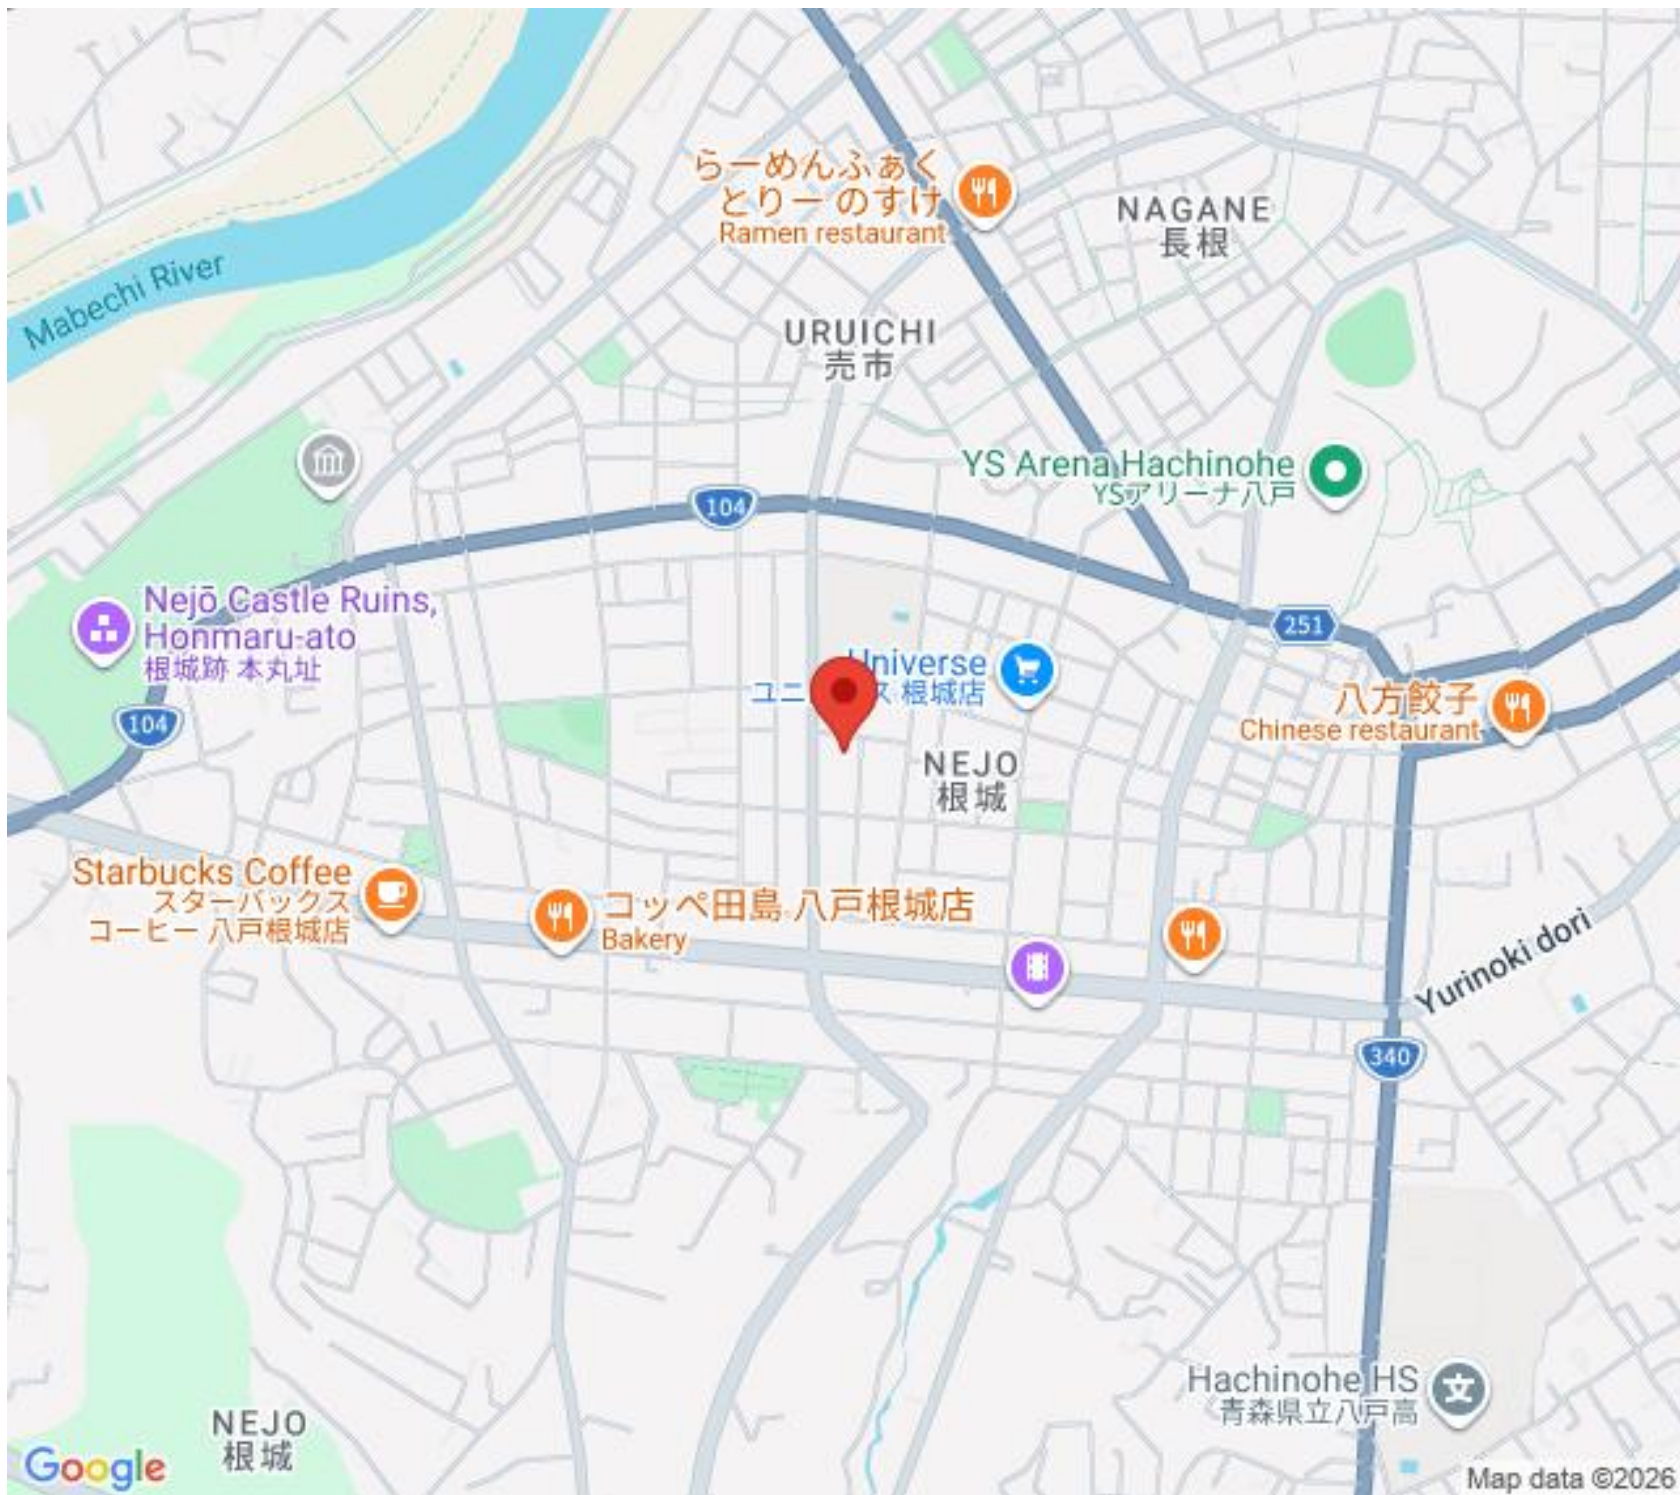 らーめんふぁく
とりー のすけ
Ramen restaurant
NAGANE
長根
Mabechi River
URUICHI
売市
YS Arena Hachinohe
YSアリーナ八戸
104
Nejō Castle Ruins,
Honmaru-ato
根城跡 本丸址
251
Universe
ユニ ス 根城店
八方餃子
Chinese restaurant
104
NEJO
根城
Starbucks Coffee
スターバックス
コーヒー 八戸根城店
コッペ田島 八戸根城店
Bakery
Yurinoki dori
340
Hachinohe HS
青森県立八戸高
文
NEJO
根城
Google
Map data ©2026